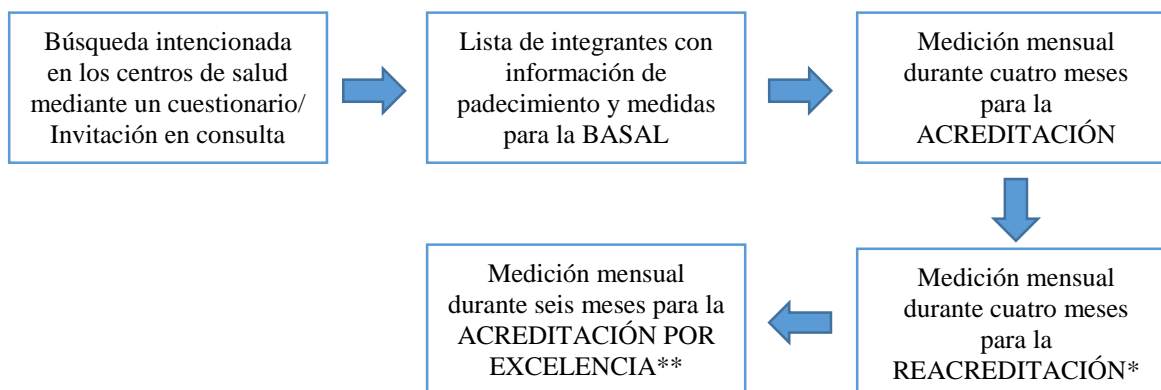 Búsqueda intencionada
en los centros de salud
mediante un cuestionario/
Invitación en consulta
Lista de integrantes con
información de
padecimiento y medidas
para la BASAL
Medición mensual
durante cuatro meses
para la
ACREDITACIÓN
Medición mensual
durante cuatro meses
para la
REACREDITACIÓN*
Medición mensual
durante seis meses para la
ACREDITACIÓN POR
EXCELENCIA**